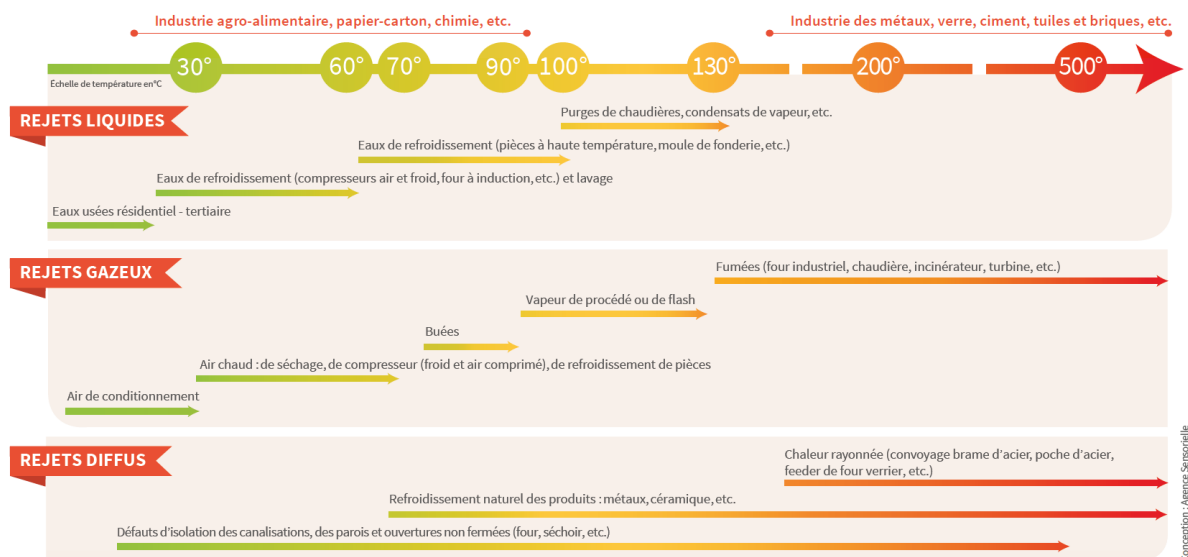 Industrie agro-alimentaire, papier-carton, chimie, etc.
Industrie des métaux, verre, ciment, tuiles et briques, etc.
30° 60° 70° 90° 100° 130° 200° 500°
Échelle de température en°C
REJETS LIQUIDES
Purges de chaudières, condensats de vapeur, etc.
Eaux de refroidissement (pièces à haute température, moule de fonderie, etc.)
Eaux de refroidissement (compresseurs air et froid, four à induction, etc.) et lavage
Eaux usées résidentiel - tertiaire
REJETS GAZEUX
Fumées (four industriel, chaudière, incinérateur, turbine, etc.)
Vapeur de procédé ou de flash
Buées
Air chaud : de séchage, de compresseur (froid et air comprimé), de refroidissement de pièces
Air de conditionnement
REJETS DIFFUS
Chaleur rayonnée (convoyage brame d'acier, poche d'acier,
feeder de four verrier, etc.)
Refroidissement naturel des produits : métaux, céramique, etc.
Défauts d'isolation des canalisations, des parois et ouvertures non fermées (four, séchoir, etc.)
Conception : Agence Sensorielle